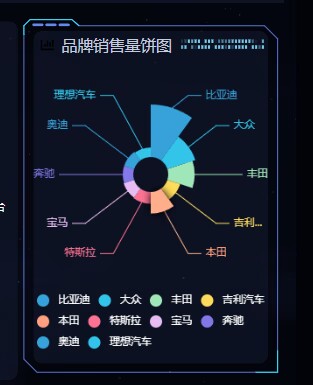 品牌销售量饼图
理想汽车 比亚迪
奥迪 大众
奔驰 丰田
宝马 吉利...
特斯拉 本田
比亚迪 大众 丰田 吉利汽车
本田 特斯拉 宝马 奔驰
奥迪 理想汽车